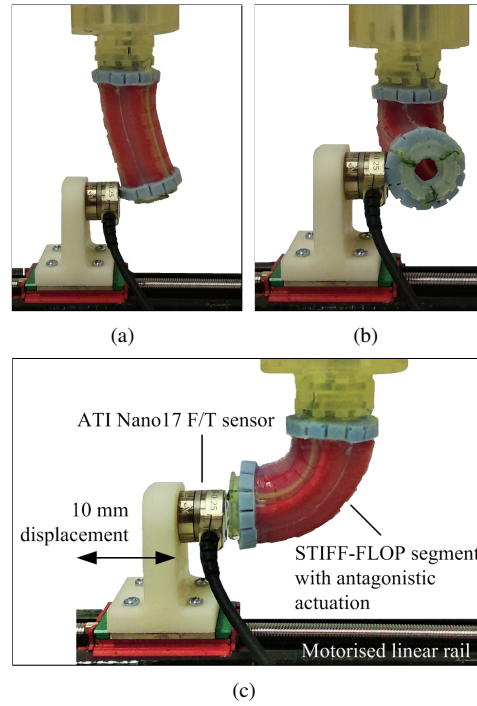 (a)
(b)
ATI Nano17 F/T sensor
10 mm
displacement
STIFF-FLOP segment
with antagonistic
actuation
Motorised linear rail
(c)